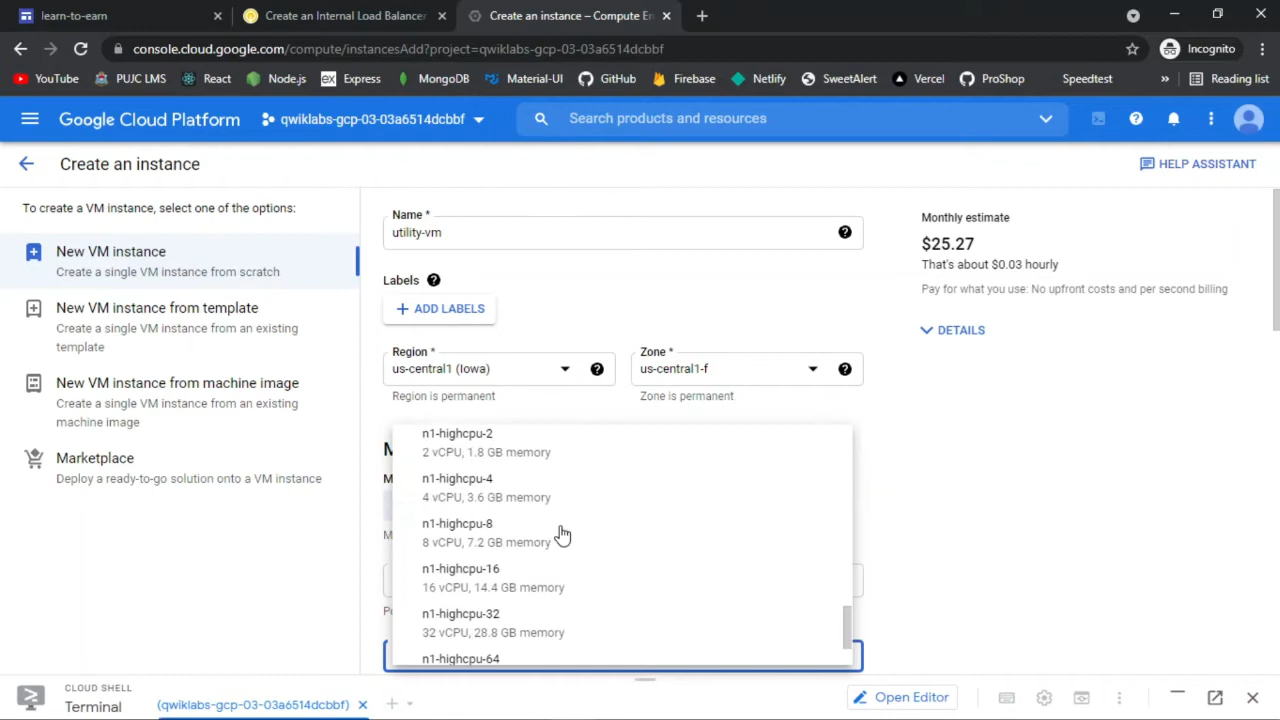 learn-to-earn
Create an Internal Load Balancer
Create an instance – Compute En
console.cloud.google.com/compute/instancesAdd?project=qwiklabs-gcp-03-03a6514dcbbf
Incognito
YouTube
PUJC LMS
React
Node.js
EX Express
MongoDB
Material-UI
GitHub
Firebase
Netlify
SweetAlert
Vercel
ProShop
Speedtest
»
Reading list
Google Cloud Platform
qwiklabs-gcp-03-03a6514dcbbf
Search products and resources
Create an instance
HELP ASSISTANT
To create a VM instance, select one of the options:
New VM instance
Create a single VM instance from scratch
New VM instance from template
Create a single VM instance from an existing
template
New VM instance from machine image
Create a single VM instance from an existing
machine image
Marketplace
Deploy a ready-to-go solution onto a VM instance
Name *
utility-vm
Labels
+ ADD LABELS
Region *
us-central1 (Iowa)
Region is permanent
Zone *
us-central1-f
Zone is permanent
n1-highcpu-2
2 vCPU, 1.8 GB memory
n1-highcpu-4
4 vCPU, 3.6 GB memory
n1-highcpu-8
8 vCPU, 7.2 GB memory
n1-highcpu-16
16 vCPU, 14.4 GB memory
n1-highcpu-32
32 vCPU, 28.8 GB memory
n1-highcpu-64
Monthly estimate
$25.27
That's about $0.03 hourly
Pay for what you use: No upfront costs and per second billing
DETAILS
CLOUD SHELL
Terminal
(qwiklabs-gcp-03-03a6514dcbbf)
Open Editor